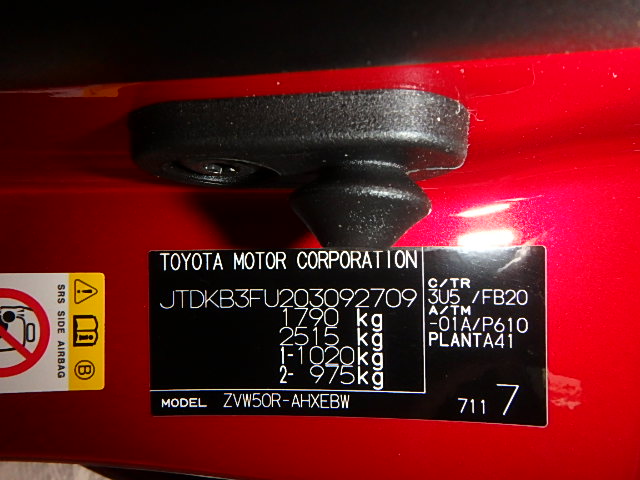 TOYOTA MOTOR CORPORATION
JTDKB3FU203092709
1790 kg
2515 kg
1-1020kg
2- 975kg
C/TR
3U5 /FB20
A/TM
-01A/P610
PLANTA41
MODEL ZVW50R-AHXEBW
711 7
SRS SIDE AIRBAG
B